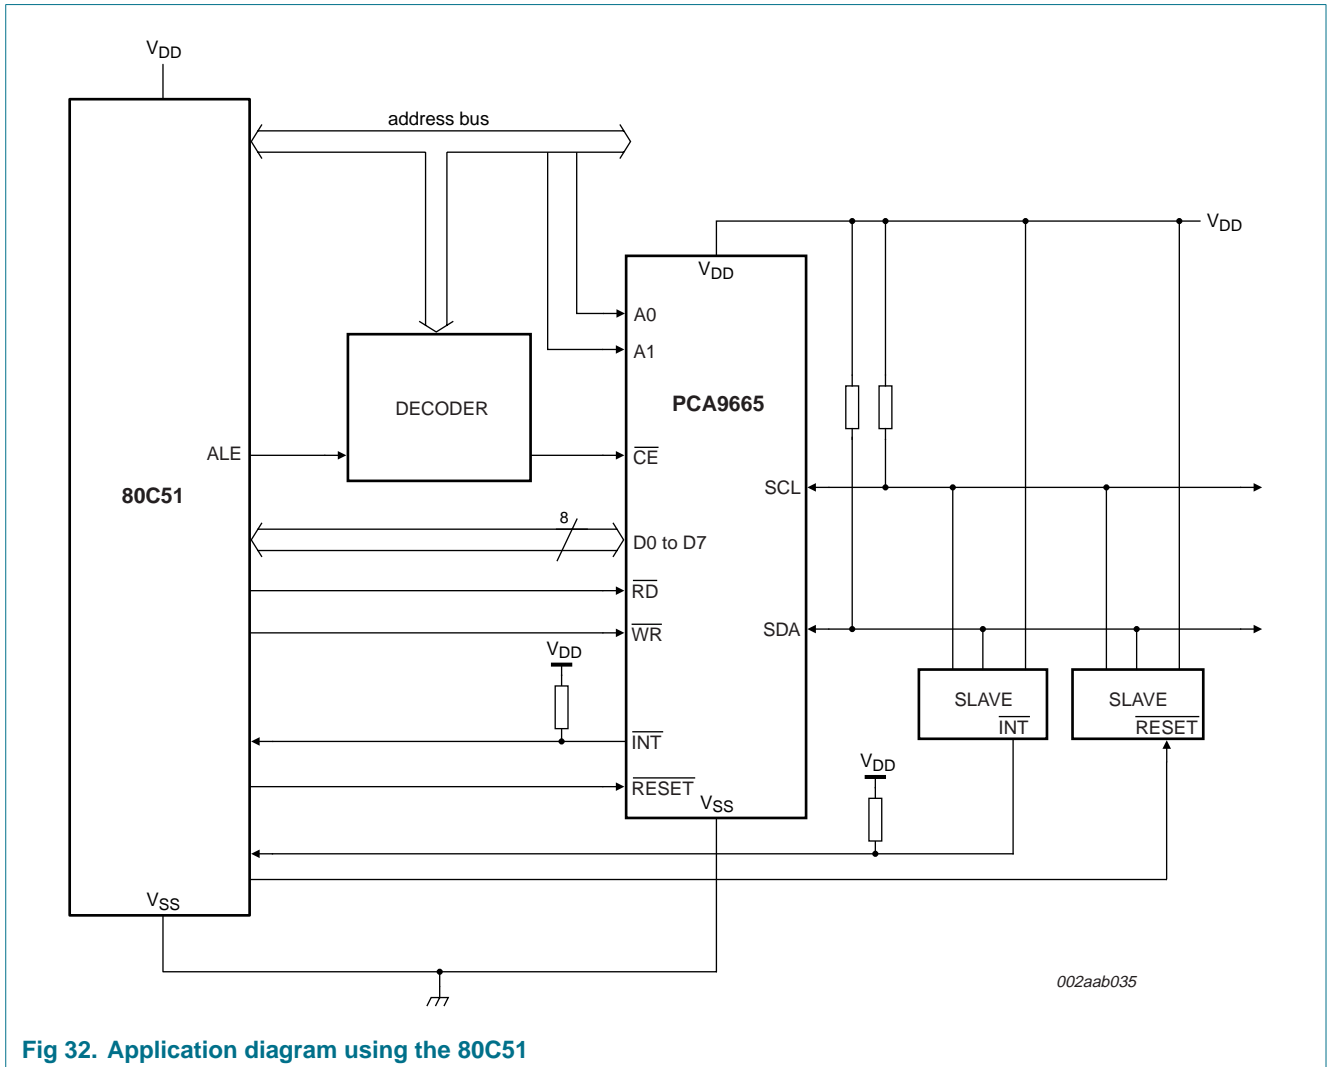 VDD
address bus
VDD
VDD
A0
A1
DECODER
PCA9665
ALE
CE
80C51
SCL
8
D0 to D7
RD
WR
SDA
VDD
SLAVE
INT
SLAVE
RESET
INT
VDD
RESET
VSS
VSS
002aab035
Fig 32. Application diagram using the 80C51